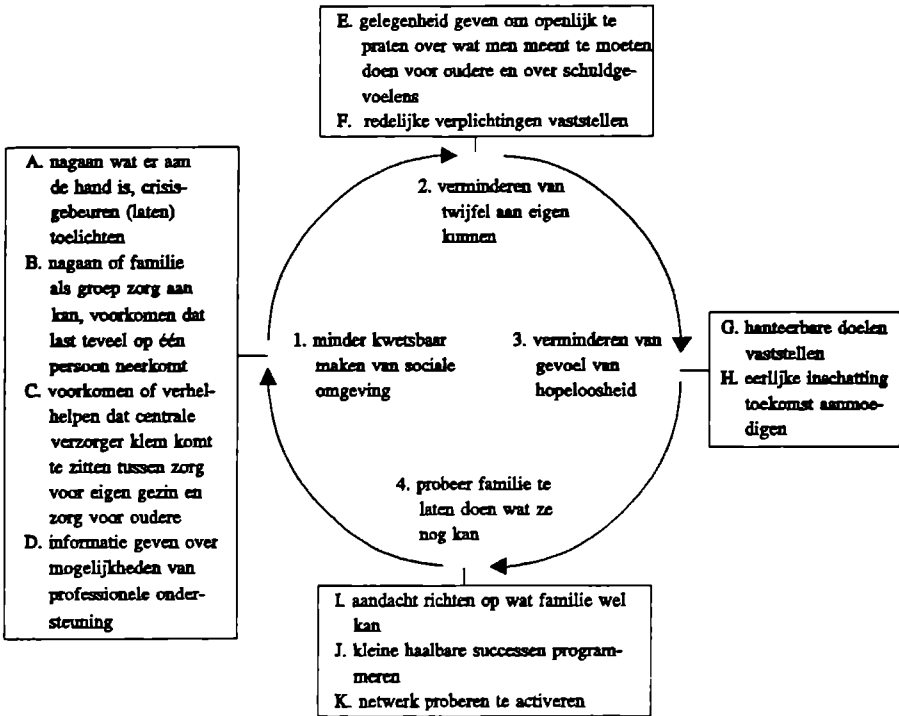 E. gelegenheid geven om openlijk te
praten over wat men meent te moeten
doen voor oudere en over schuldge-
voelens
F. redelijke verplichtingen vaststellen
A. nagaan wat er aan
de hand is, crisis-
gebeuren (laten)
toelichten
B. nagaan of familie
als groep zorg aan
kan, voorkomen dat
last teveel op één
persoon neerkomt
C. voorkomen of verhel-
helpen dat centrale
verzorger klem komt
te zitten tussen zorg
voor eigen gezin en
zorg voor oudere
D. informatie geven over
mogelijkheden van
professionele onder-
steuning
2. verminderen van
twijfel aan eigen
kunnen
1. minder kwetsbaar
maken van sociale
omgeving
3. verminderen van
gevoel van
hopeloosheid
G. hanteerbare doelen
vaststellen
H. eerlijke inschatting
toekomst aanmoe-
digen
4. probeer familie te
laten doen wat ze
nog kan
I. aandacht richten op wat familie wel
kan
J. kleine haalbare successen program-
meren
K. netwerk proberen te activeren